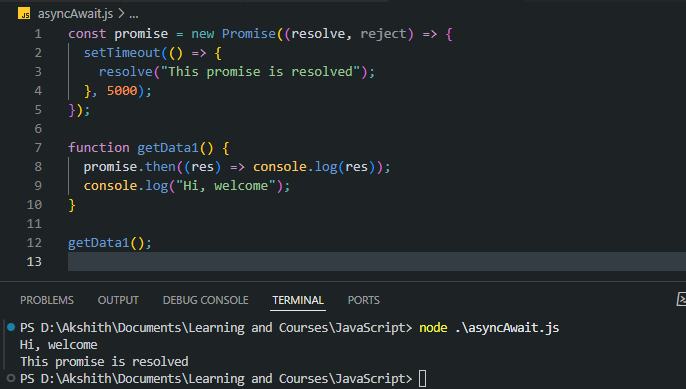 JS asyncAwait.js > ...
1 const promise = new Promise((resolve, reject) => {
2   setTimeout(() => {
3     resolve("This promise is resolved");
4   }, 5000);
5 });
6
7 function getData1() {
8   promise.then((res) => console.log(res));
9   console.log("Hi, welcome");
10 }
11
12 getData1();
13
PROBLEMS OUTPUT DEBUG CONSOLE TERMINAL PORTS
PS D:\Akshith\Documents\Learning and Courses\JavaScript> node .\asyncAwait.js
Hi, welcome
This promise is resolved
PS D:\Akshith\Documents\Learning and Courses\JavaScript>